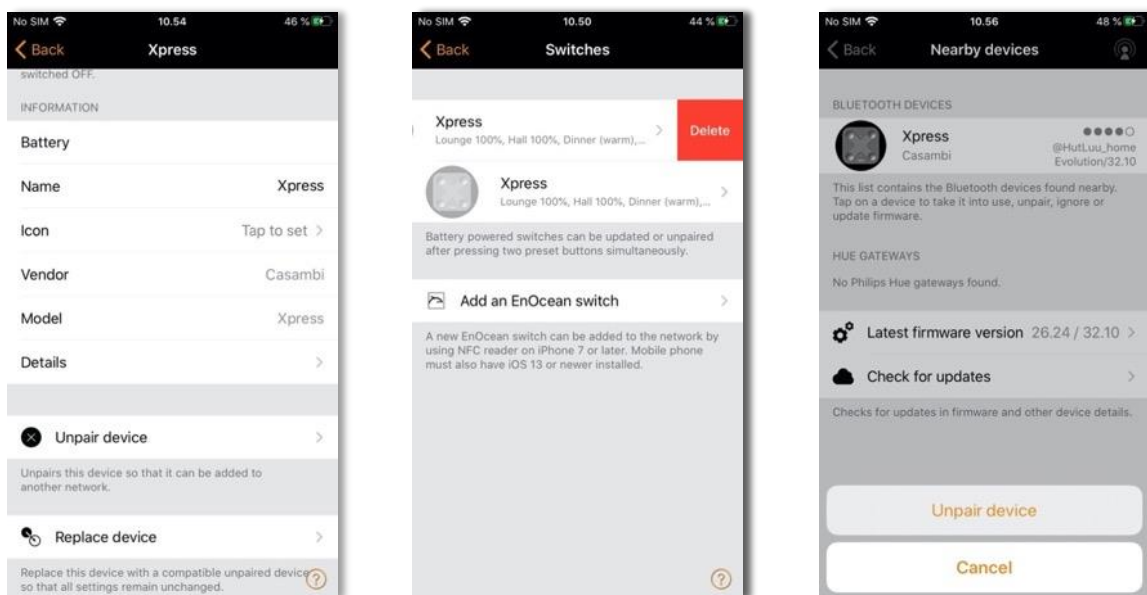 No SIM 10.54 46 %
Back Xpress
switched OFF.
INFORMATION
Battery
Name Xpress
Icon Tap to set
Vendor Casambi
Model Xpress
Details
Unpair device
Unpairs this device so that it can be added to
another network.
Replace device
Replace this device with a compatible unpaired device
so that all settings remain unchanged.
?
No SIM 10.50 44 %
Back Switches
Xpress
Lounge 100%, Hall 100%, Dinner (warm),...
Delete
Xpress
Lounge 100%, Hall 100%, Dinner (warm),...
Battery powered switches can be updated or unpaired
after pressing two preset buttons simultaneously.
Add an EnOcean switch
A new EnOcean switch can be added to the network by
using NFC reader on iPhone 7 or later. Mobile phone
must also have iOS 13 or newer installed.
?
No SIM 10.56 48 %
Back Nearby devices
BLUETOOTH DEVICES
Xpress
Casambi
@HutLuu_home
Evolution/32.10
This list contains the Bluetooth devices found nearby.
Tap on a device to take it into use, unpair, ignore or
update firmware.
HUE GATEWAYS
No Philips Hue gateways found.
Latest firmware version 26.24 / 32.10
Check for updates
Checks for updates in firmware and other device details.
Unpair device
Cancel